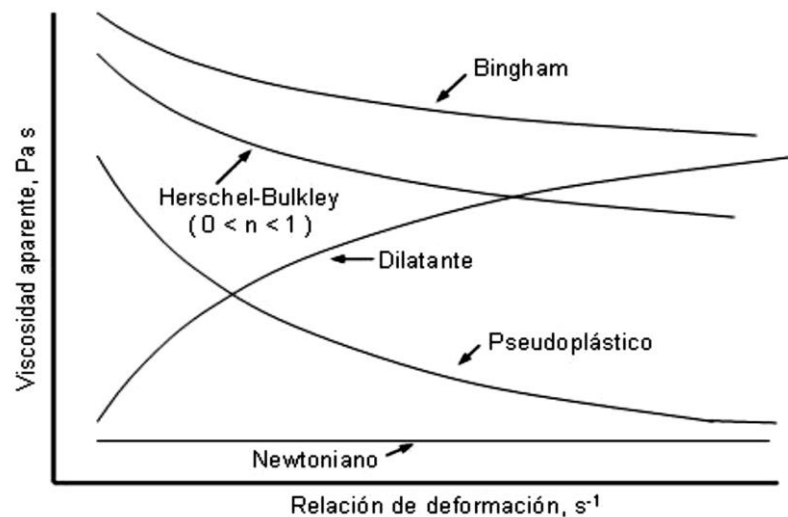 Viscosidad aparente, Pa s
Bingham
Herschel-Bulkley
( 0 < n < 1 )
Dilatante
Pseudoplástico
Newtoniano
Relación de deformación, s⁻¹